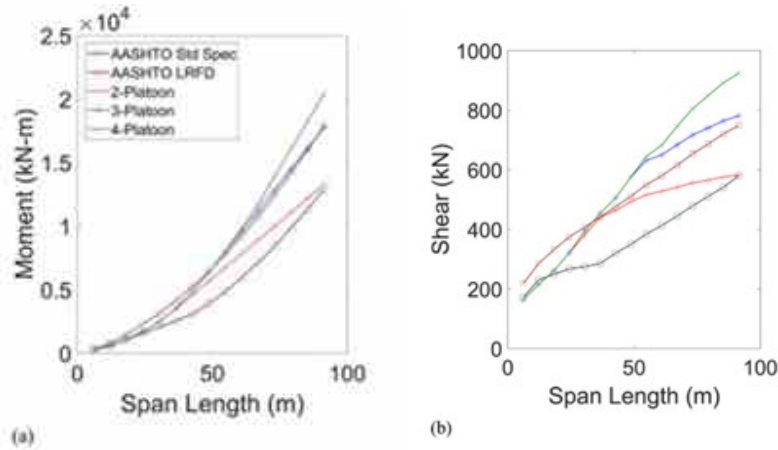 ×10⁴
2.5
2
1.5
1
0.5
0
0 50 100
Moment (kN-m)
Span Length (m)
AASHTO Std Spec
AASHTO LRFD
2-Platoon
3-Platoon
4-Platoon
(a)
1000
800
600
400
200
0
0 50 100
Shear (kN)
Span Length (m)
(b)